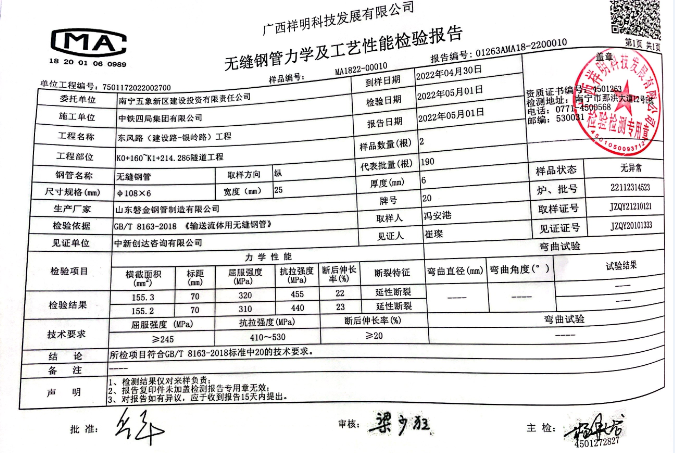 广西祥明科技发展有限公司
MA
18 20 01 06 0989
无缝钢管力学及工艺性能检验报告
第1页 共1页
样品编号: MA1822-00010
报告编号:01263AMA18-2200010
单位工程编号:7501172022002700
盖章
委托单位 南宁五象新区建设投资有限责任公司 到样日期 2022年04月30日
资质证书编号:4501263
施工单位 中铁四局集团有限公司 检验日期 2022年05月01日
检测地址:南宁市那洪大道12号
电话: 0771-4500568
报告日期 2022年05月01日
邮编: 530031
检验检测专用章
工程名称 东风路(建设路-银岭路)工程 样品数量(根) 2
工程部位 K0+160~K1+214.286隧道工程 代表批量(根) 190
钢管名称 无缝钢管 取样方向 纵 厚度(mm) 6 样品状态 无异常
尺寸规格(mm) φ108×6 宽度(mm) 25 牌号 20 炉、批号 22112314523
生产厂家 山东磐金钢管制造有限公司 取样人 冯安港 取样证号 JZQY21210121
检验依据 GB/T 8163-2018 《输送流体用无缝钢管》 见证人 崔璨 见证证号 JZQY20101333
见证单位 中新创达咨询有限公司
力学性能 弯曲试验
检验项目 横截面积(mm²) 标距(mm) 屈服强度(MPa) 抗拉强度(MPa) 断后伸长率(%) 断裂特征 弯曲直径(mm) 弯曲角度(°) 试验结果
检验结果 155.3 70 320 455 22 延性断裂 ---- ---- ----
155.2 70 310 440 23 延性断裂 ----
技术要求 屈服强度 (MPa) 抗拉强度(MPa) 断后伸长率(%) 弯曲试验
≥245 410~530 ≥20 ----
结 论 所检项目符合GB/T 8163-2018标准中20的技术要求。
备 注 ----
声 明 1、检测结果仅对来样负责;
2、报告复印件未加盖检测报告专用章无效;
3、对报告如有异议,应于收到报告15天内提出。
批 准:
审核: 梁少狂
主 检:
4501272827